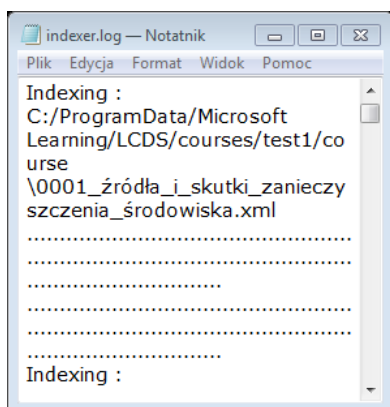 indexer.log — Notatnik
Plik Edycja Format Widok Pomoc
Indexing :
C:/ProgramData/Microsoft
Learning/LCDS/courses/test1/co
urse
\0001_źródła_i_skutki_zanieczy
szczenia_środowiska.xml
.................................................
.................................................
.............................
.................................................
.................................................
.............................
Indexing :